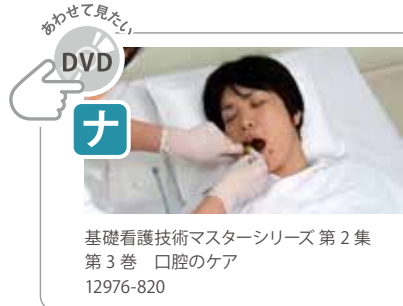 あわせて見たい
DVD
ナ
基礎看護技術マスターシリーズ 第2集
第3巻 口腔のケア
12976-820